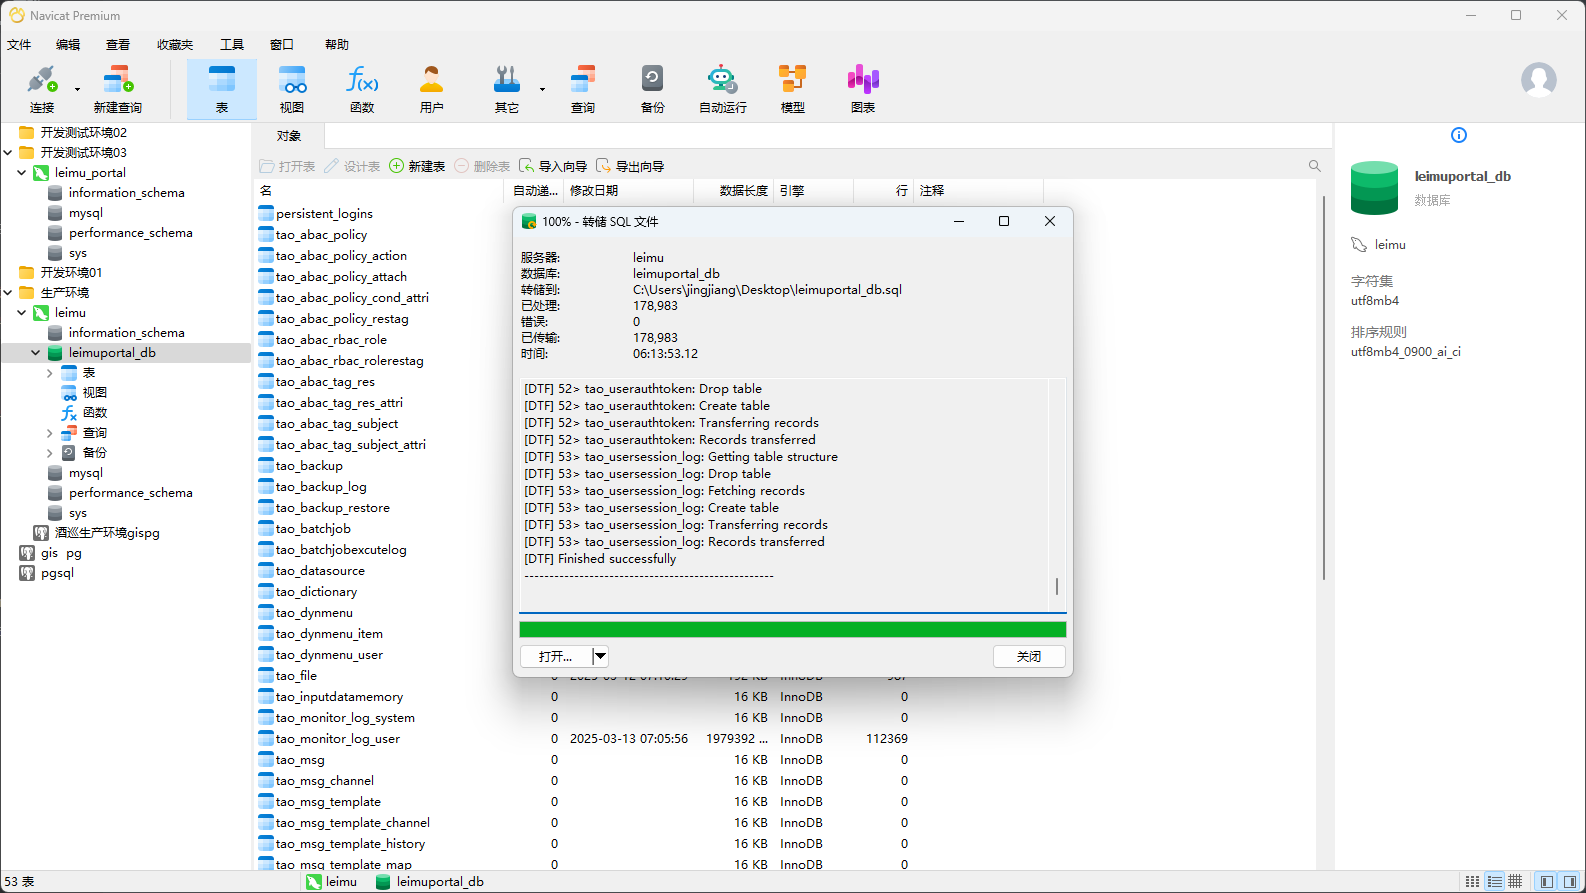 Navicat Premium
文件 编辑 查看 收藏夹 工具 窗口 帮助
连接 新建查询 表 视图 函数 用户 其它 查询 备份 自动运行 模型 图表
开发测试环境02
开发测试环境03
leimu_portal
information_schema
mysql
performance_schema
sys
开发环境01
生产环境
leimu
information_schema
leimuportal_db
表
视图
函数
查询
备份
mysql
performance_schema
sys
酒巡生产环境gispg
gis pg
pgsql
对象
打开表 设计表 新建表 删除表 导入向导 导出向导
名 自动递... 修改日期 数据长度 引擎 行 注释
persistent_logins
tao_abac_policy
tao_abac_policy_action
tao_abac_policy_attach
tao_abac_policy_cond_attri
tao_abac_policy_restag
tao_abac_rbac_role
tao_abac_rbac_rolerestag
tao_abac_tag_res
tao_abac_tag_res_attri
tao_abac_tag_subject
tao_abac_tag_subject_attri
tao_backup
tao_backup_log
tao_backup_restore
tao_batchjob
tao_batchjobexcutelog
tao_datasource
tao_dictionary
tao_dynmenu
tao_dynmenu_item
tao_dynmenu_user
tao_file
tao_inputdatamemory 0 16 KB InnoDB 0
tao_monitor_log_system 0 16 KB InnoDB 0
tao_monitor_log_user 0 2025-03-13 07:05:56 1979392 ... InnoDB 112369
tao_msg 0 16 KB InnoDB 0
tao_msg_channel 0 16 KB InnoDB 0
tao_msg_template 0 16 KB InnoDB 0
tao_msg_template_channel 0 16 KB InnoDB 0
tao_msg_template_history 0 16 KB InnoDB 0
tao_msg_template_map 0 16 KB InnoDB 0
100% - 转储 SQL 文件
服务器: leimu
数据库: leimuportal_db
转储到: C:\Users\jingjiang\Desktop\leimuportal_db.sql
已处理: 178,983
错误: 0
已传输: 178,983
时间: 06:13:53.12
[DTF] 52> tao_userauthtoken: Drop table
[DTF] 52> tao_userauthtoken: Create table
[DTF] 52> tao_userauthtoken: Transferring records
[DTF] 52> tao_userauthtoken: Records transferred
[DTF] 53> tao_usersession_log: Getting table structure
[DTF] 53> tao_usersession_log: Drop table
[DTF] 53> tao_usersession_log: Fetching records
[DTF] 53> tao_usersession_log: Create table
[DTF] 53> tao_usersession_log: Transferring records
[DTF] 53> tao_usersession_log: Records transferred
[DTF] Finished successfully
--------------------------------------------------
打开... 关闭
leimuportal_db
数据库
leimu
字符集
utf8mb4
排序规则
utf8mb4_0900_ai_ci
53 表 leimu leimuportal_db